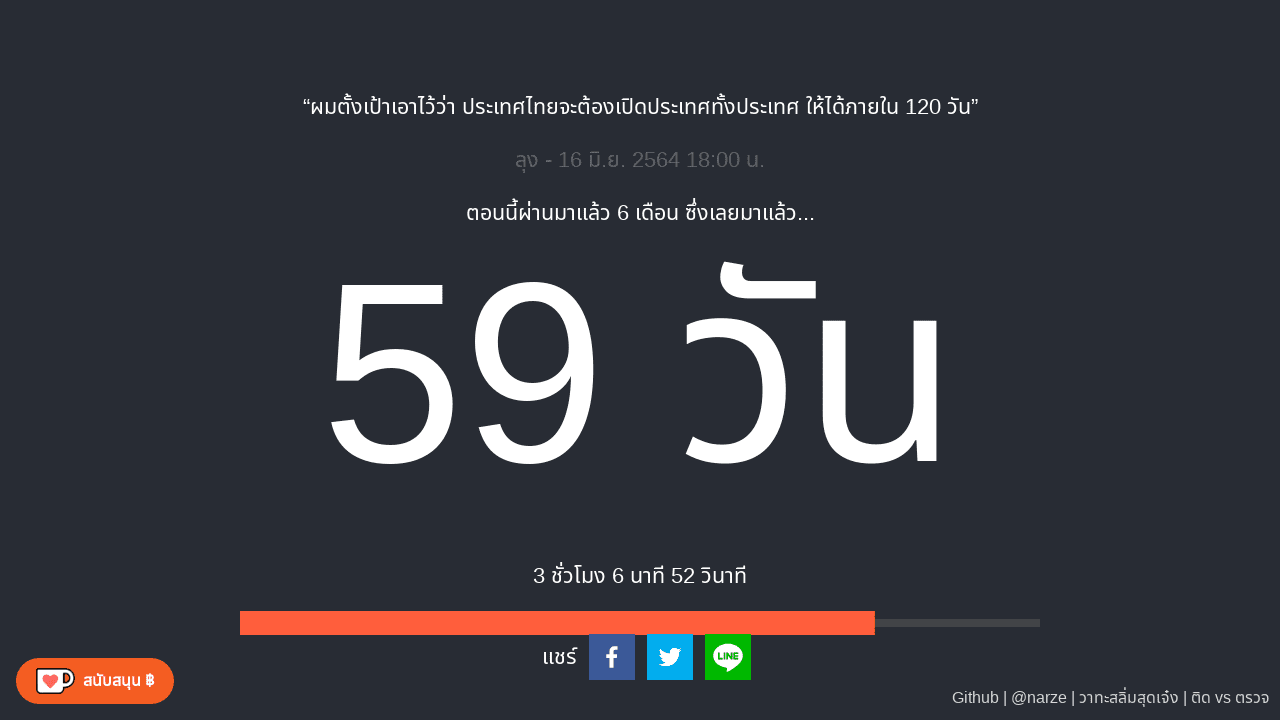 “ผมตั้งเป้าเอาไว้ว่า ประเทศไทยจะต้องเปิดประเทศทั้งประเทศ ให้ได้ภายใน 120 วัน”
ลุง - 16 มิ.ย. 2564 18:00 น.
ตอนนี้ผ่านมาแล้ว 6 เดือน ซึ่งเลยมาแล้ว...
59 วัน
3 ชั่วโมง 6 นาที 52 วินาที
แชร์
LINE
สนับสนุน ฿
Github | @narze | วาทะสลิ่มสุดเจ๋ง | ติด vs ตรวจ